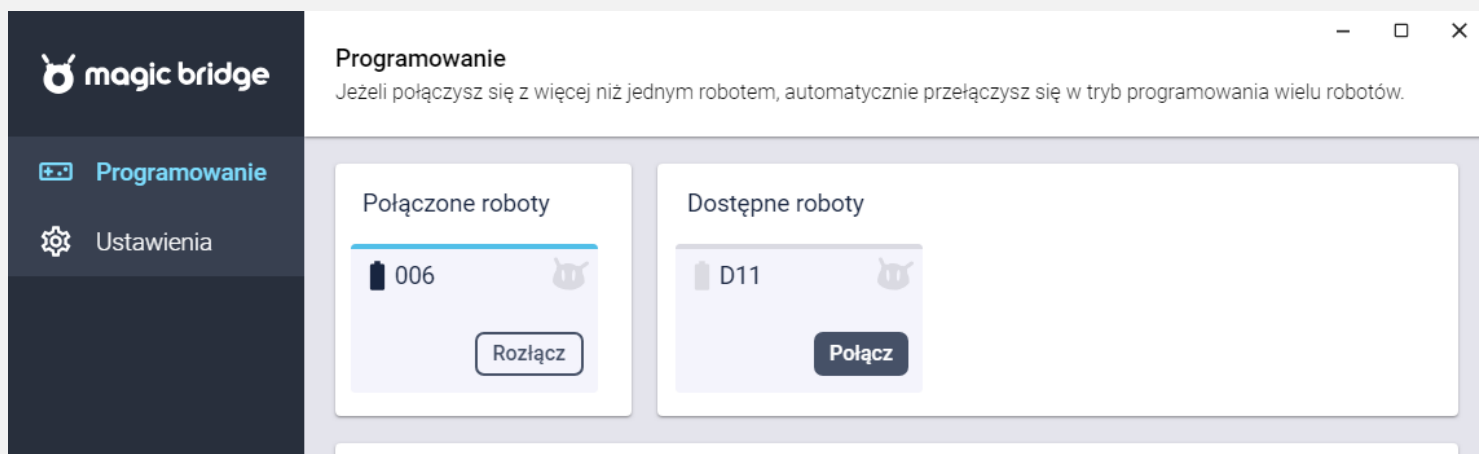 magic bridge
Programowanie
Ustawienia
Programowanie
Jeżeli połączysz się z więcej niż jednym robotem, automatycznie przełączysz się w tryb programowania wielu robotów.
Połączone roboty
006
Rozłącz
Dostępne roboty
D11
Połącz